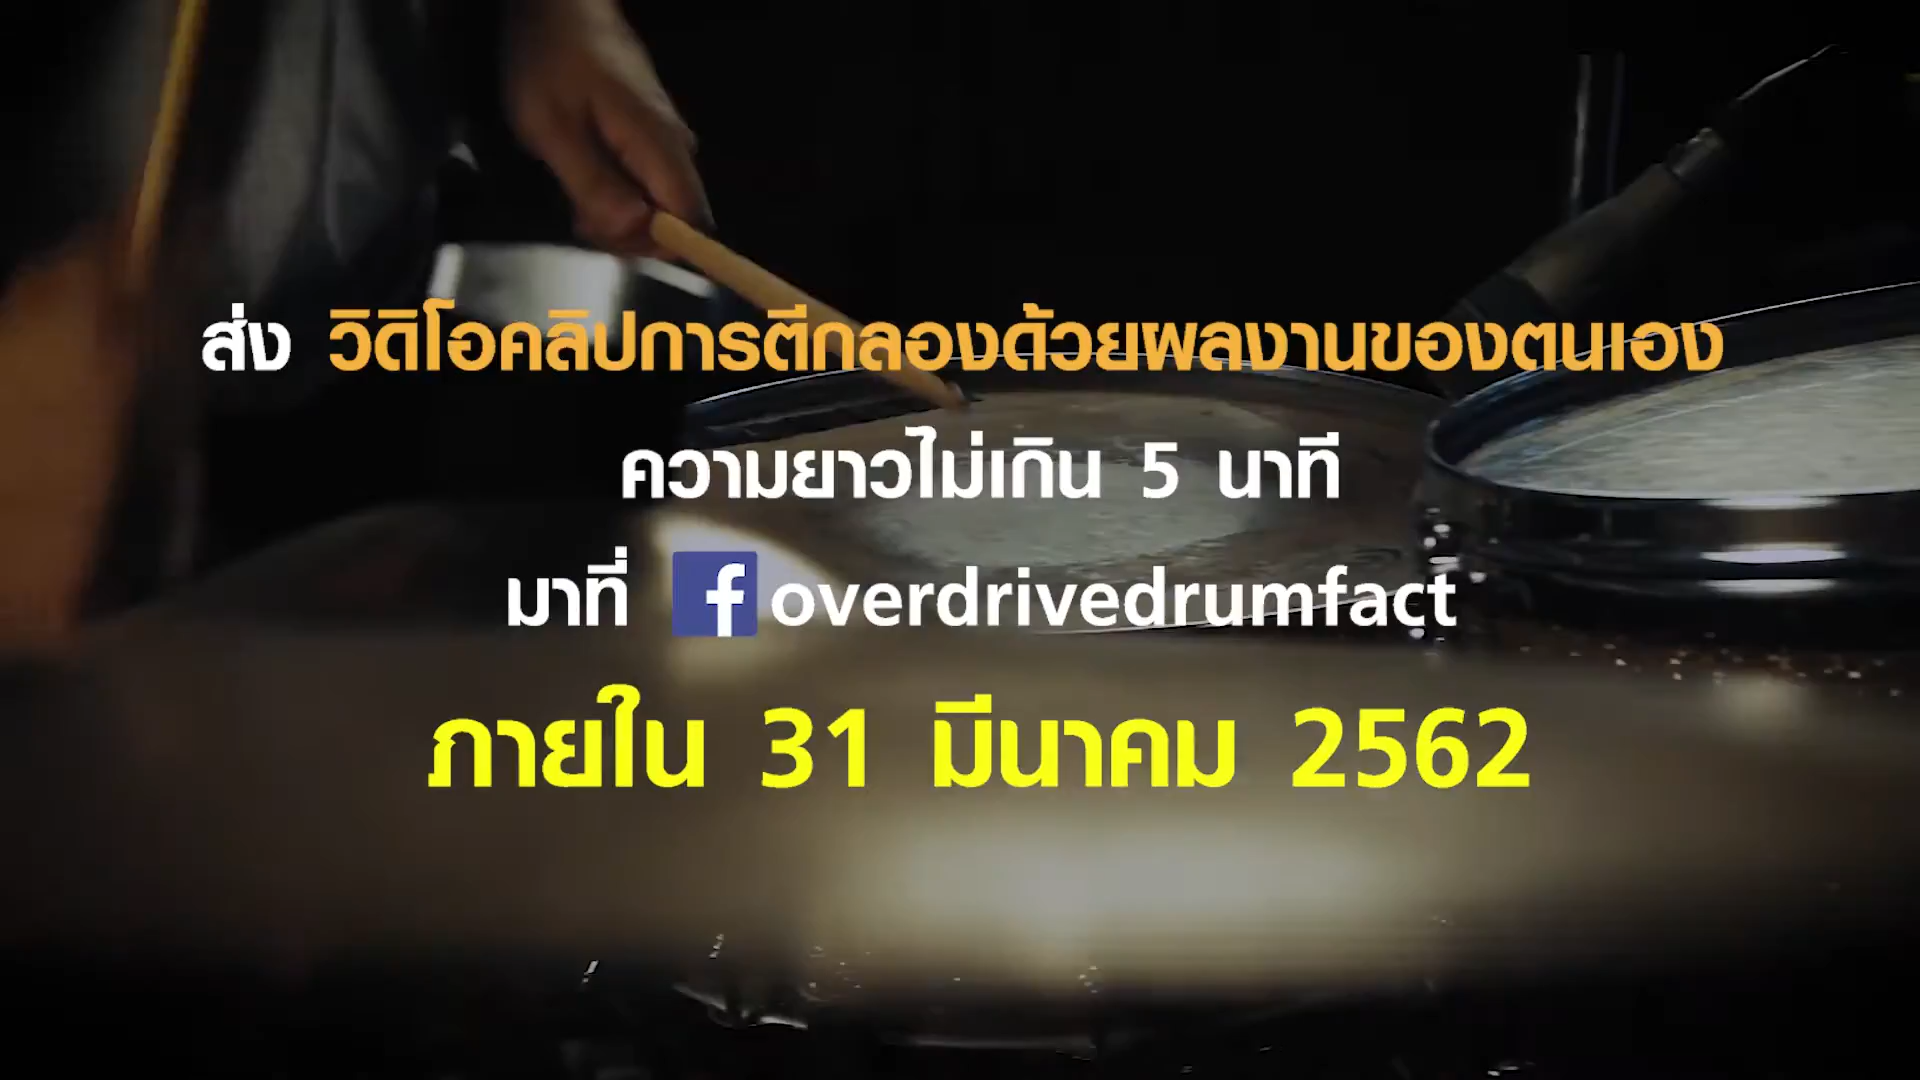 ส่ง วิดิโอคลิปการตีกลองด้วยผลงานของตนเอง
ความยาวไม่เกิน 5 นาที
มาที่ f overdrivedrumfact
ภายใน 31 มีนาคม 2562